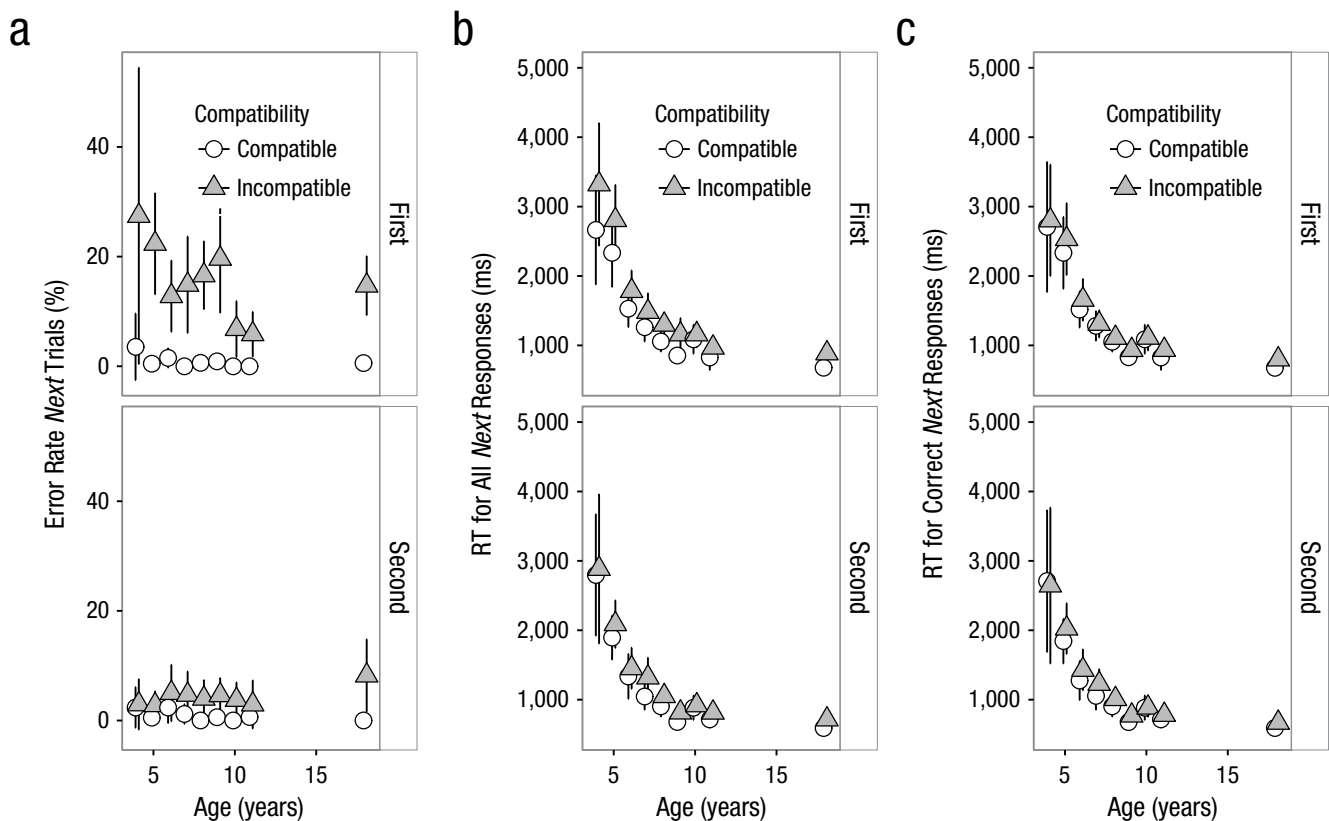 a
Error Rate Next Trials (%)
40
20
0
40
20
0
Compatibility
Compatible
Incompatible
First
Second
5 10 15
Age (years)
b
RT for All Next Responses (ms)
5,000
4,000
3,000
2,000
1,000
5,000
4,000
3,000
2,000
1,000
Compatibility
Compatible
Incompatible
First
Second
5 10 15
Age (years)
c
RT for Correct Next Responses (ms)
5,000
4,000
3,000
2,000
1,000
5,000
4,000
3,000
2,000
1,000
Compatibility
Compatible
Incompatible
First
Second
5 10 15
Age (years)